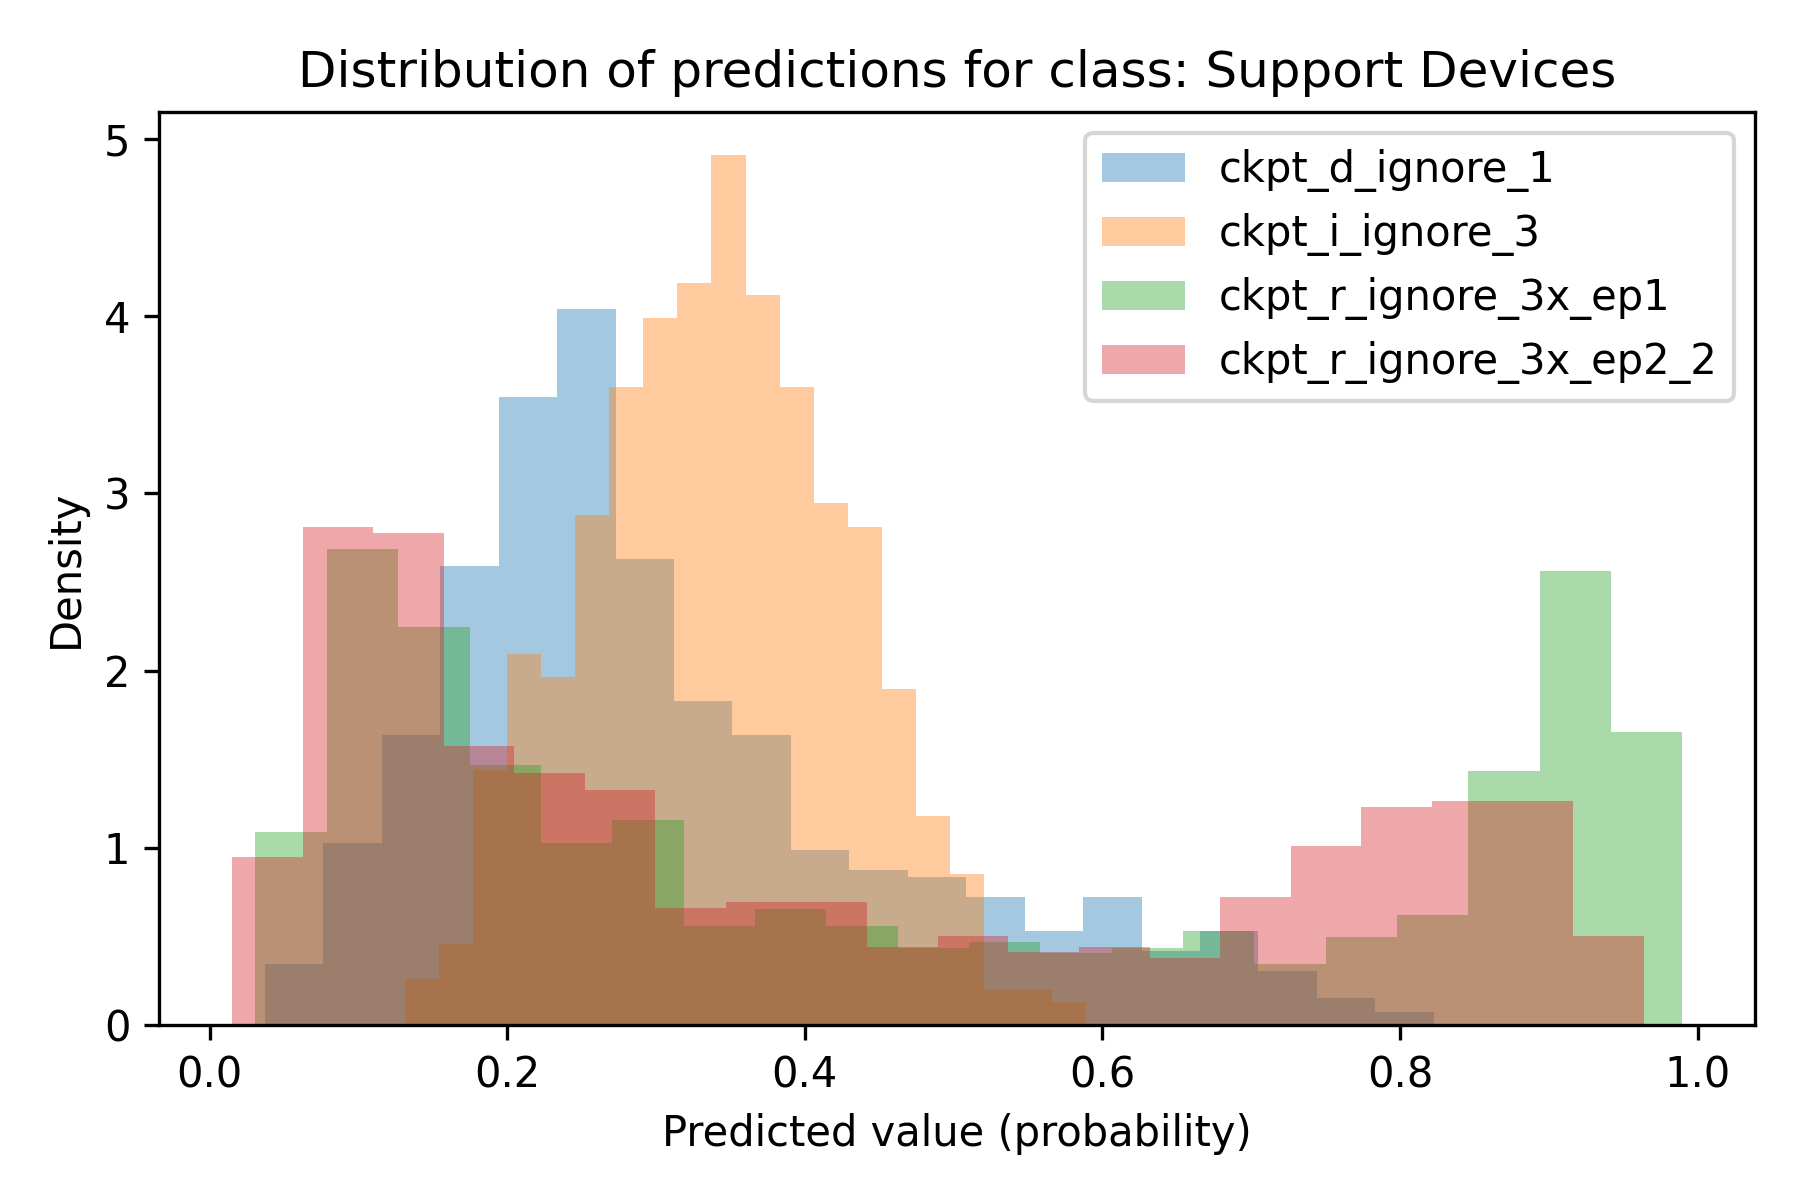 Distribution of predictions for class: Support Devices
ckpt_d_ignore_1
ckpt_i_ignore_3
ckpt_r_ignore_3x_ep1
ckpt_r_ignore_3x_ep2_2
Density
5
4
3
2
1
0
0.0 0.2 0.4 0.6 0.8 1.0
Predicted value (probability)